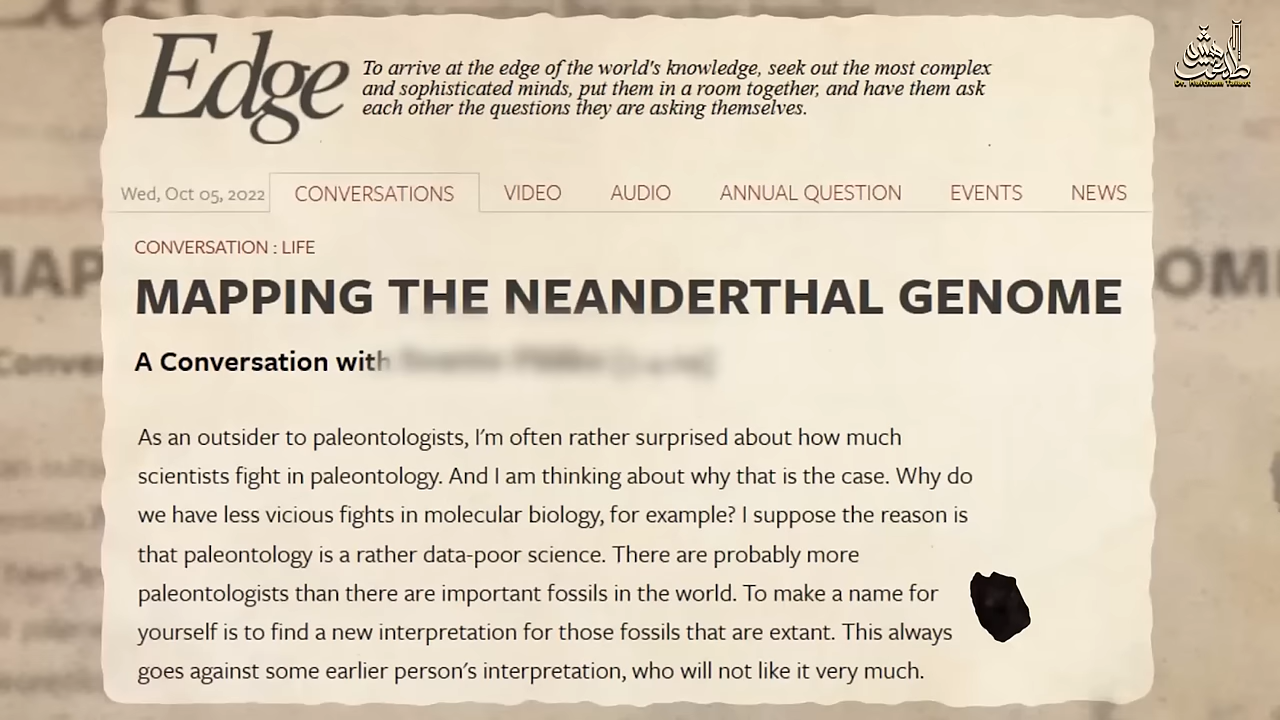 Edge
To arrive at the edge of the world's knowledge, seek out the most complex
and sophisticated minds, put them in a room together, and have them ask
each other the questions they are asking themselves.
هيثم طلعت
Dr. Haitham Talaat
Wed, Oct 05, 2022
CONVERSATIONS
VIDEO
AUDIO
ANNUAL QUESTION
EVENTS
NEWS
CONVERSATION : LIFE
MAPPING THE NEANDERTHAL GENOME
A Conversation with
As an outsider to paleontologists, I'm often rather surprised about how much
scientists fight in paleontology. And I am thinking about why that is the case. Why do
we have less vicious fights in molecular biology, for example? I suppose the reason is
that paleontology is a rather data-poor science. There are probably more
paleontologists than there are important fossils in the world. To make a name for
yourself is to find a new interpretation for those fossils that are extant. This always
goes against some earlier person's interpretation, who will not like it very much.